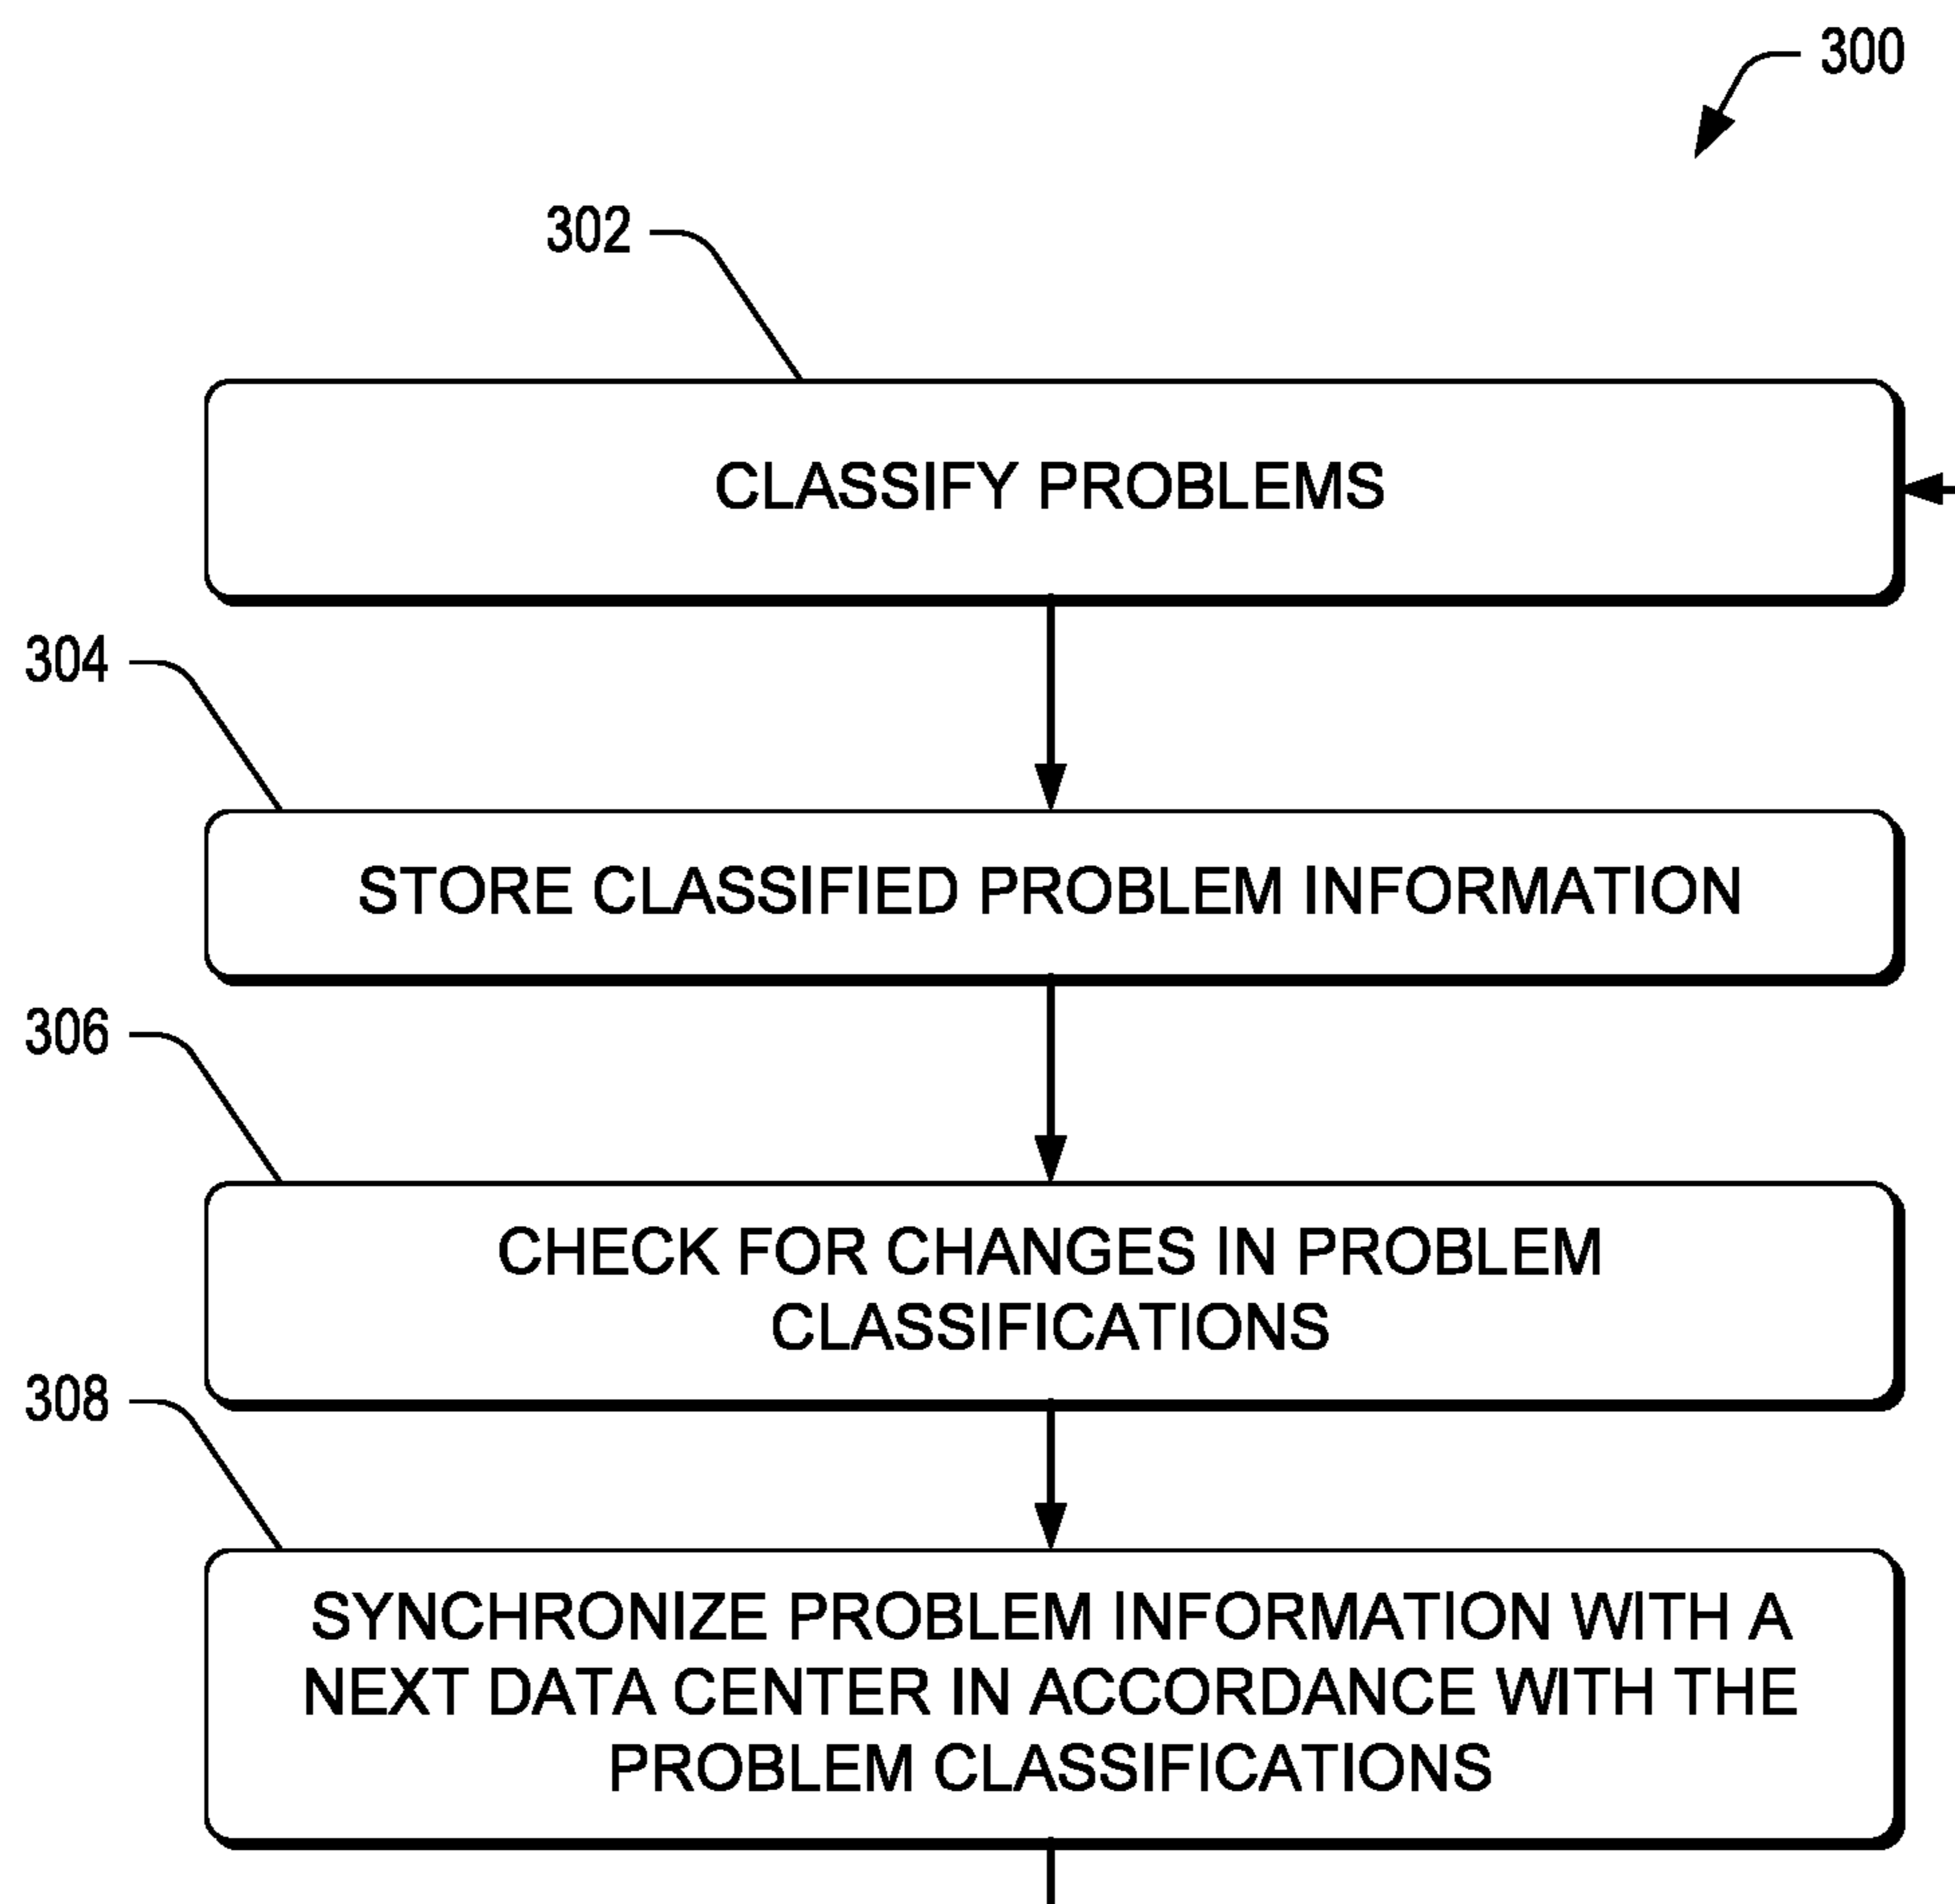 300
302
CLASSIFY PROBLEMS
304
STORE CLASSIFIED PROBLEM INFORMATION
306
CHECK FOR CHANGES IN PROBLEM
CLASSIFICATIONS
308
SYNCHRONIZE PROBLEM INFORMATION WITH A
NEXT DATA CENTER IN ACCORDANCE WITH THE
PROBLEM CLASSIFICATIONS